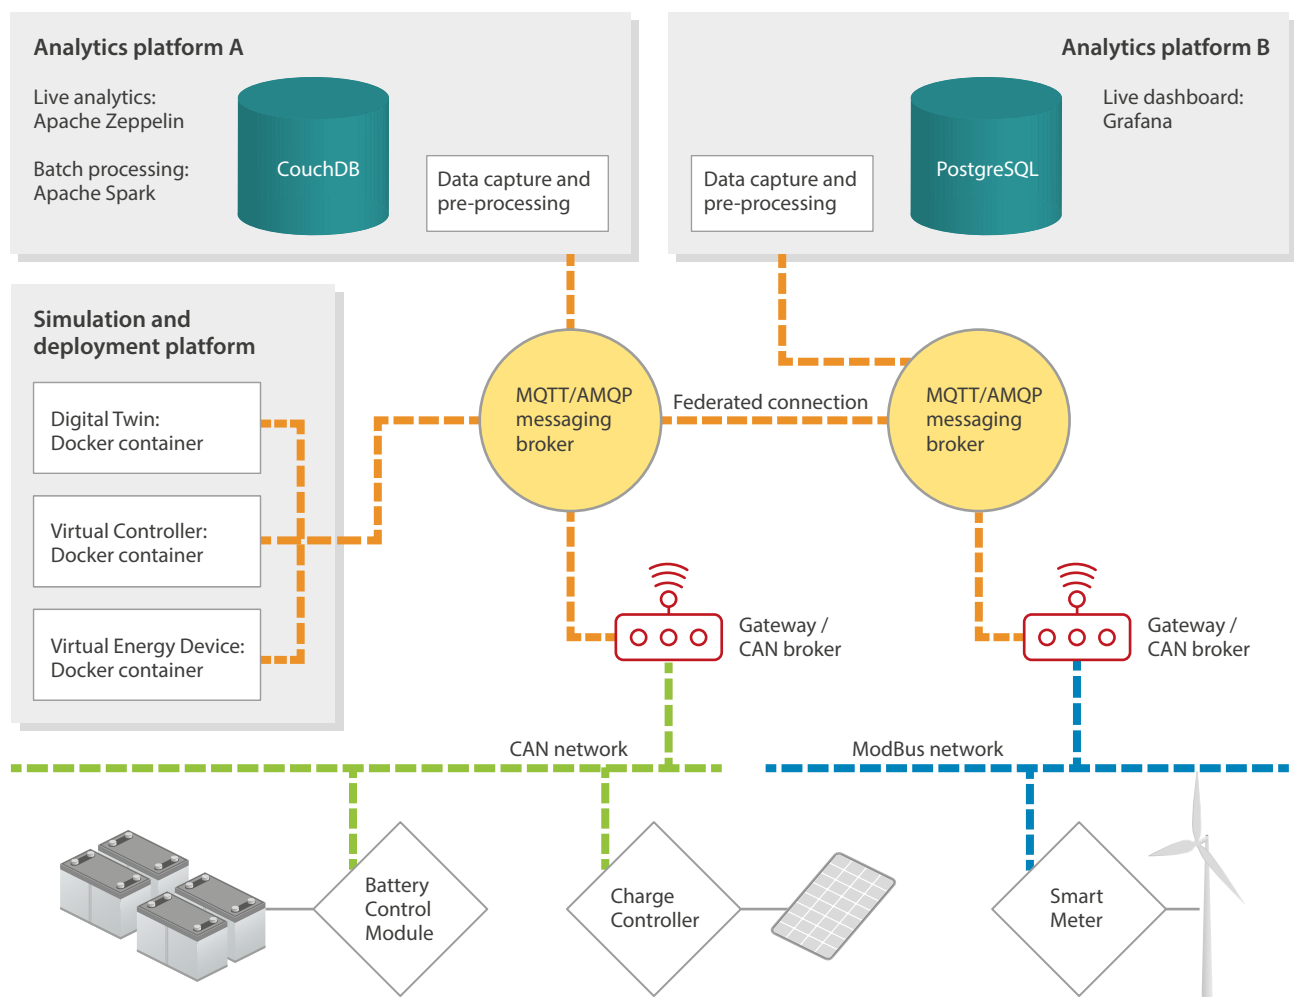 Analytics platform A
Live analytics:
Apache Zeppelin
Batch processing:
Apache Spark
CouchDB
Data capture and
pre-processing
Analytics platform B
Data capture and
pre-processing
PostgreSQL
Live dashboard:
Grafana
Simulation and
deployment platform
Digital Twin:
Docker container
Virtual Controller:
Docker container
Virtual Energy Device:
Docker container
MQTT/AMQP
messaging
broker
Federated connection
MQTT/AMQP
messaging
broker
Gateway /
CAN broker
Gateway /
CAN broker
CAN network
ModBus network
Battery
Control
Module
Charge
Controller
Smart
Meter